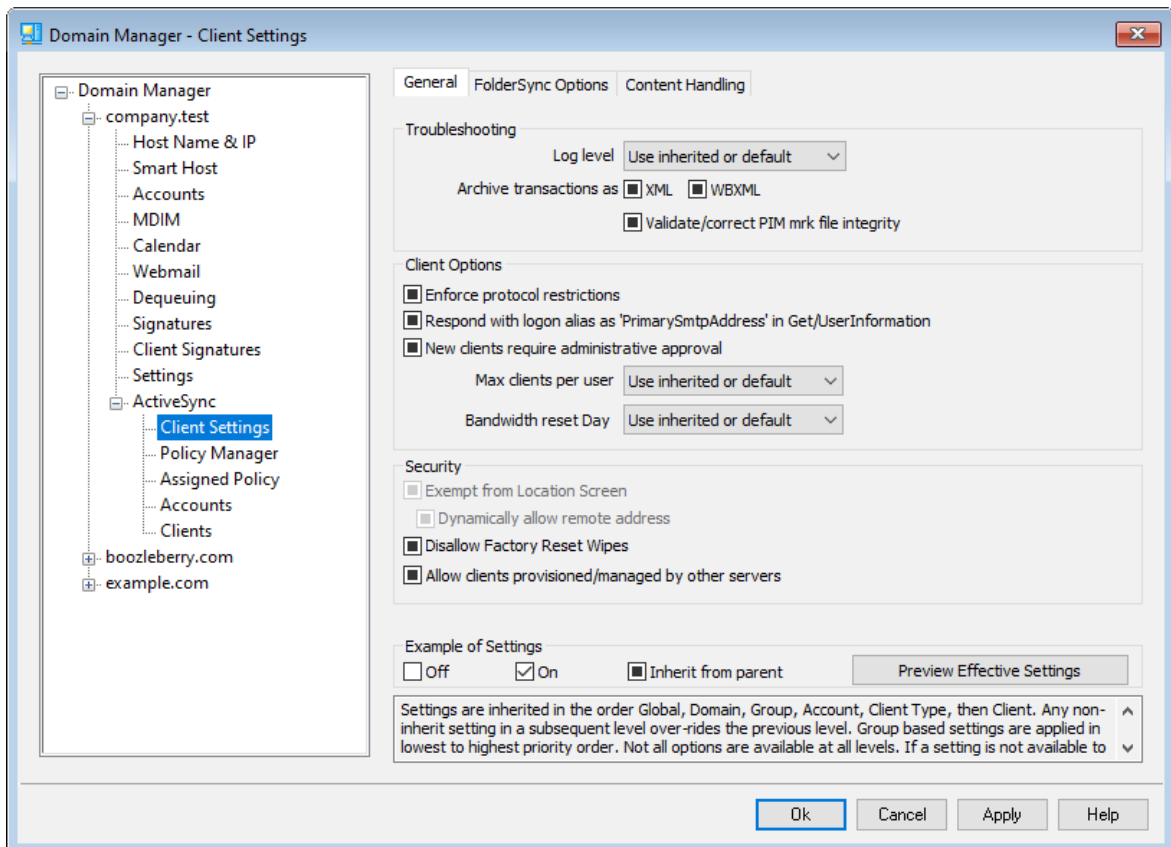 Domain Manager - Client Settings
Domain Manager
company.test
Host Name & IP
Smart Host
Accounts
MDIM
Calendar
Webmail
Dequeuing
Signatures
Client Signatures
Settings
ActiveSync
Client Settings
Policy Manager
Assigned Policy
Accounts
Clients
boozleberry.com
example.com
General FolderSync Options Content Handling
Troubleshooting
Log level Use inherited or default
Archive transactions as XML WBXML
Validate/correct PIM mrk file integrity
Client Options
Enforce protocol restrictions
Respond with logon alias as 'PrimarySmtpAddress' in Get/UserInformation
New clients require administrative approval
Max clients per user Use inherited or default
Bandwidth reset Day Use inherited or default
Security
Exempt from Location Screen
Dynamically allow remote address
Disallow Factory Reset Wipes
Allow clients provisioned/managed by other servers
Example of Settings
Off On Inherit from parent Preview Effective Settings
Settings are inherited in the order Global, Domain, Group, Account, Client Type, then Client. Any non-
inherit setting in a subsequent level over-rides the previous level. Group based settings are applied in
lowest to highest priority order. Not all options are available at all levels. If a setting is not available to
Ok Cancel Apply Help